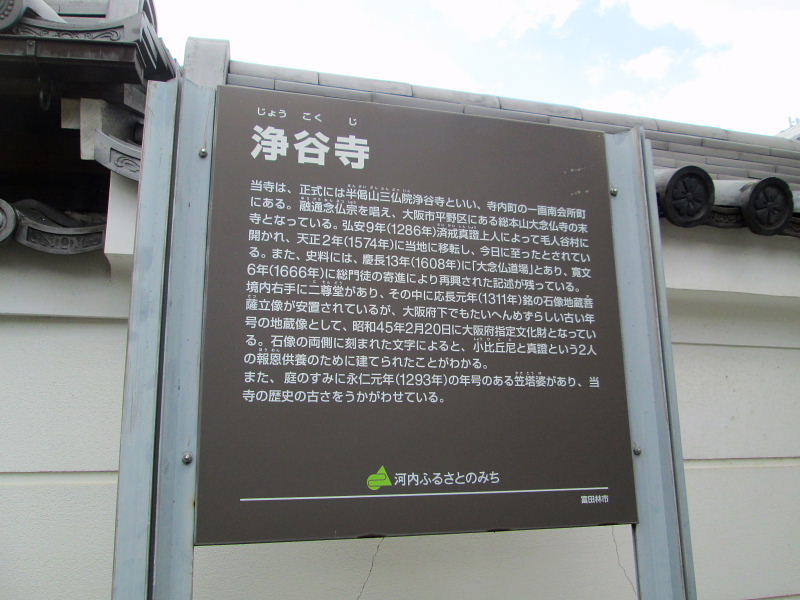 じょう こく じ
浄谷寺
当寺は、正式には半偈山三仏院浄谷寺といい、寺内町の一画南会所町
にある。融通念仏宗を唱え、大阪市平野区にある総本山大念仏寺の末
寺となっている。弘安9年(1286年)済戒真證上人によって毛人谷村に
開かれ、天正2年(1574年)に当地に移転し、今日に至ったとされてい
る。また、史料には、慶長13年(1608年)に「大念仏道場」とあり、寛文
6年(1666年)に総門徒の寄進により再興された記述が残っている。
境内右手に二尊堂があり、その中に応長元年(1311年)銘の石像地蔵菩
薩立像が安置されているが、大阪府下でもたいへんめずらしい古い年
号の地蔵像として、昭和45年2月20日に大阪府指定文化財となってい
る。石像の両側に刻まれた文字によると、小比丘尼と真證という2人
の報恩供養のために建てられたことがわかる。
また、庭のすみに永仁元年(1293年)の年号のある笠塔婆があり、当
寺の歴史の古さをうかがわせている。
河内ふるさとのみち
富田林市